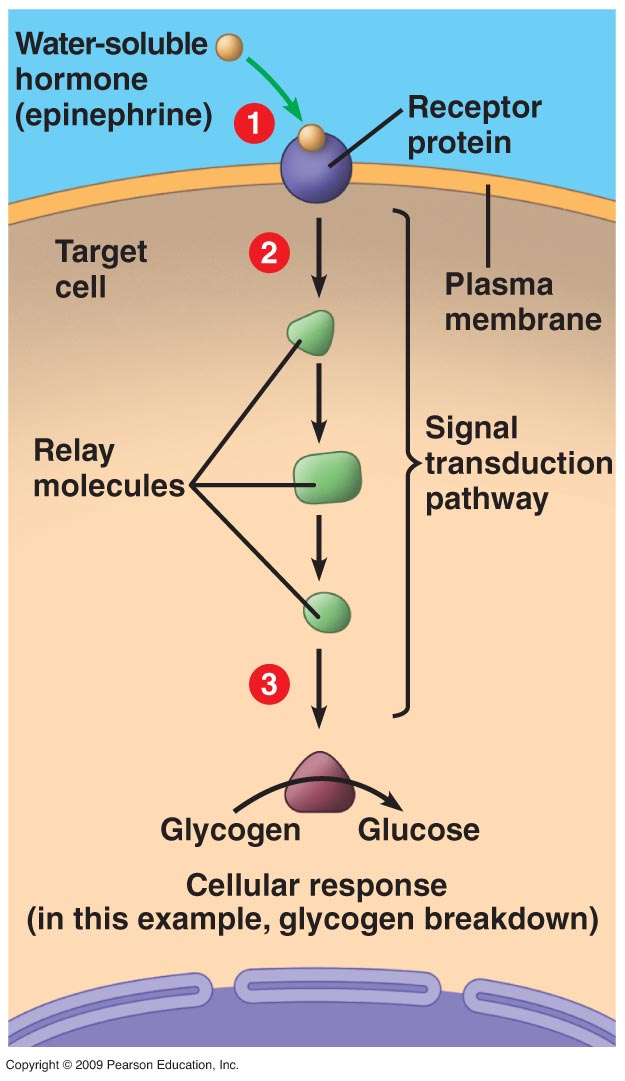 Water-soluble
hormone
(epinephrine)
1
Receptor
protein
2
Target
cell
Plasma
membrane
Relay
molecules
Signal
transduction
pathway
3
Glycogen
Glucose
Cellular response
(in this example, glycogen breakdown)
Copyright © 2009 Pearson Education, Inc.